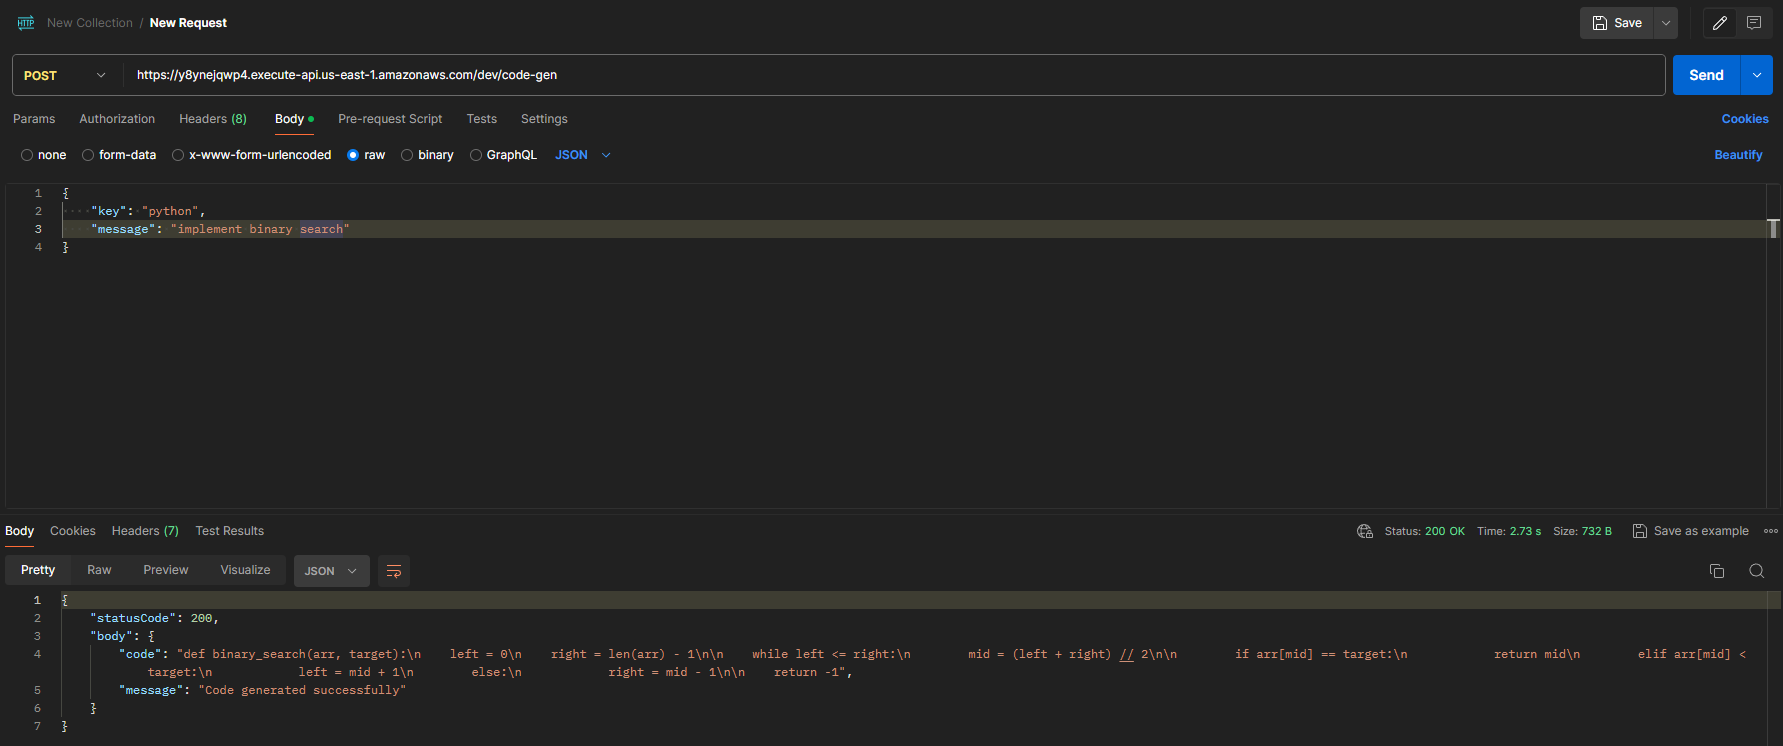 HTTP New Collection / New Request Save
POST https://y8ynejqwp4.execute-api.us-east-1.amazonaws.com/dev/code-gen Send
Params Authorization Headers (8) Body Pre-request Script Tests Settings Cookies
none form-data x-www-form-urlencoded raw binary GraphQL JSON Beautify
1 {
2 "key": "python",
3 "message": "implement binary search"
4 }
Body Cookies Headers (7) Test Results Status: 200 OK Time: 2.73 s Size: 732 B Save as example
Pretty Raw Preview Visualize JSON
1 {
2 "statusCode": 200,
3 "body": {
4 "code": "def binary_search(arr, target):\n    left = 0\n    right = len(arr) - 1\n\n    while left <= right:\n        mid = (left + right) // 2\n\n        if arr[mid] == target:\n            return mid\n        elif arr[mid] <
target:\n            left = mid + 1\n        else:\n            right = mid - 1\n\n    return -1",
5 "message": "Code generated successfully"
6 }
7 }